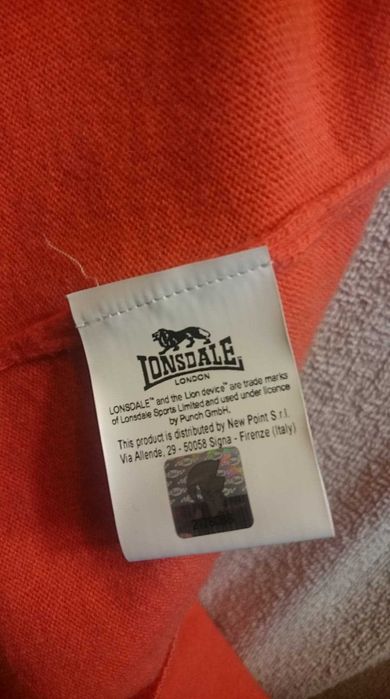 LONSDALE
LONDON
LONSDALE™ and the Lion device™ are trade marks
of Lonsdale Sports Limited and used under licence
by Punch GmbH.
This product is distributed by New Point S.r.l.
Via Allende, 29 - 50058 Signa - Firenze (Italy)